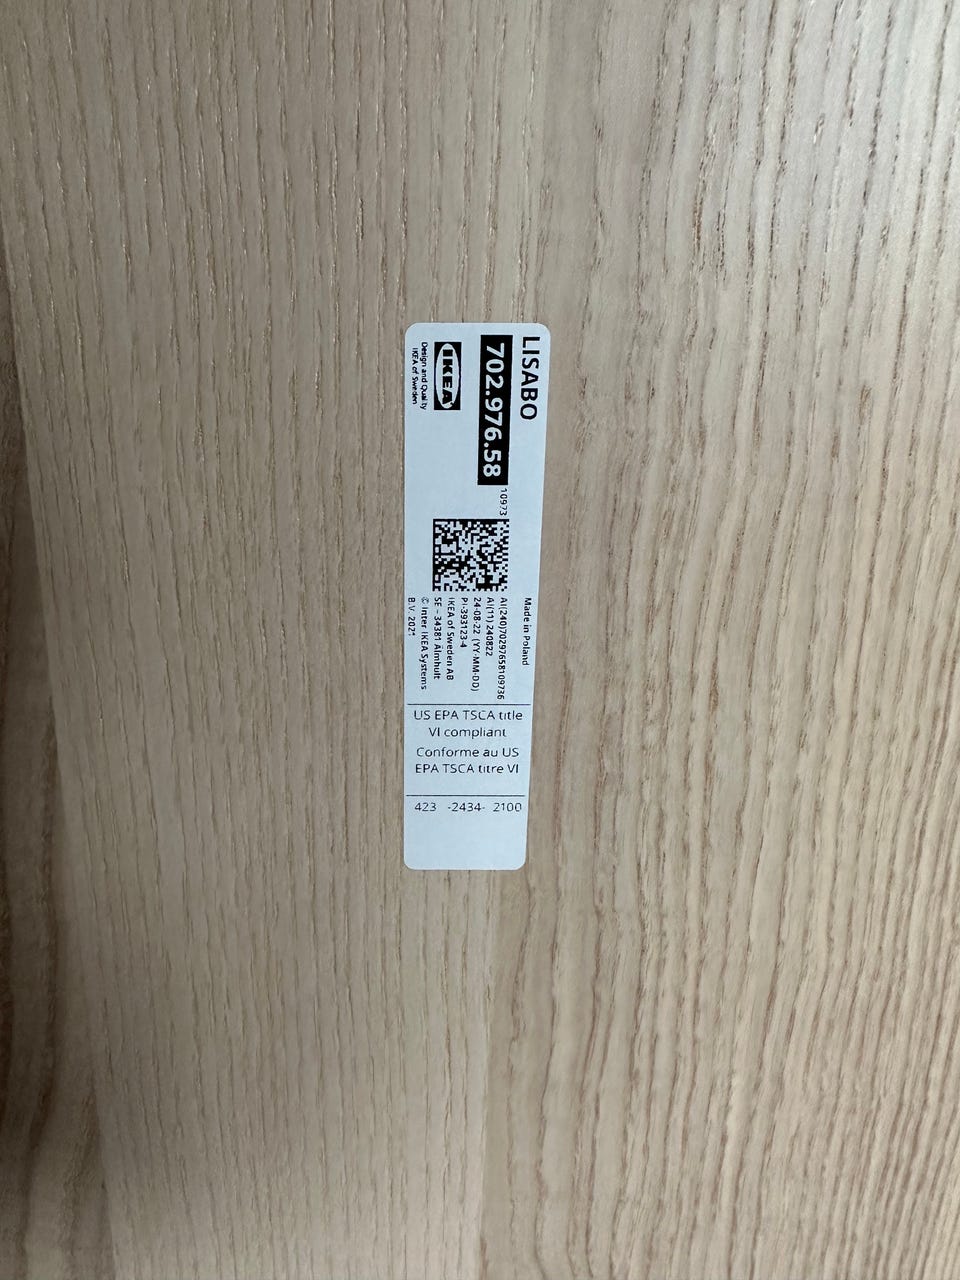 LISABO
702.976.58
10973
IKEA
Design and Quality
IKEA of Sweden
Made in Poland
AI(240)70297658109736
AI(11) 240822
24-08-22 (YY-MM-DD)
PI-393123-4
IKEA of Sweden AB
SE - 34381 Älmhult
© Inter IKEA Systems
B.V. 2021
US EPA TSCA title
VI compliant
Conforme au US
EPA TSCA titre VI
423 -2434- 2100